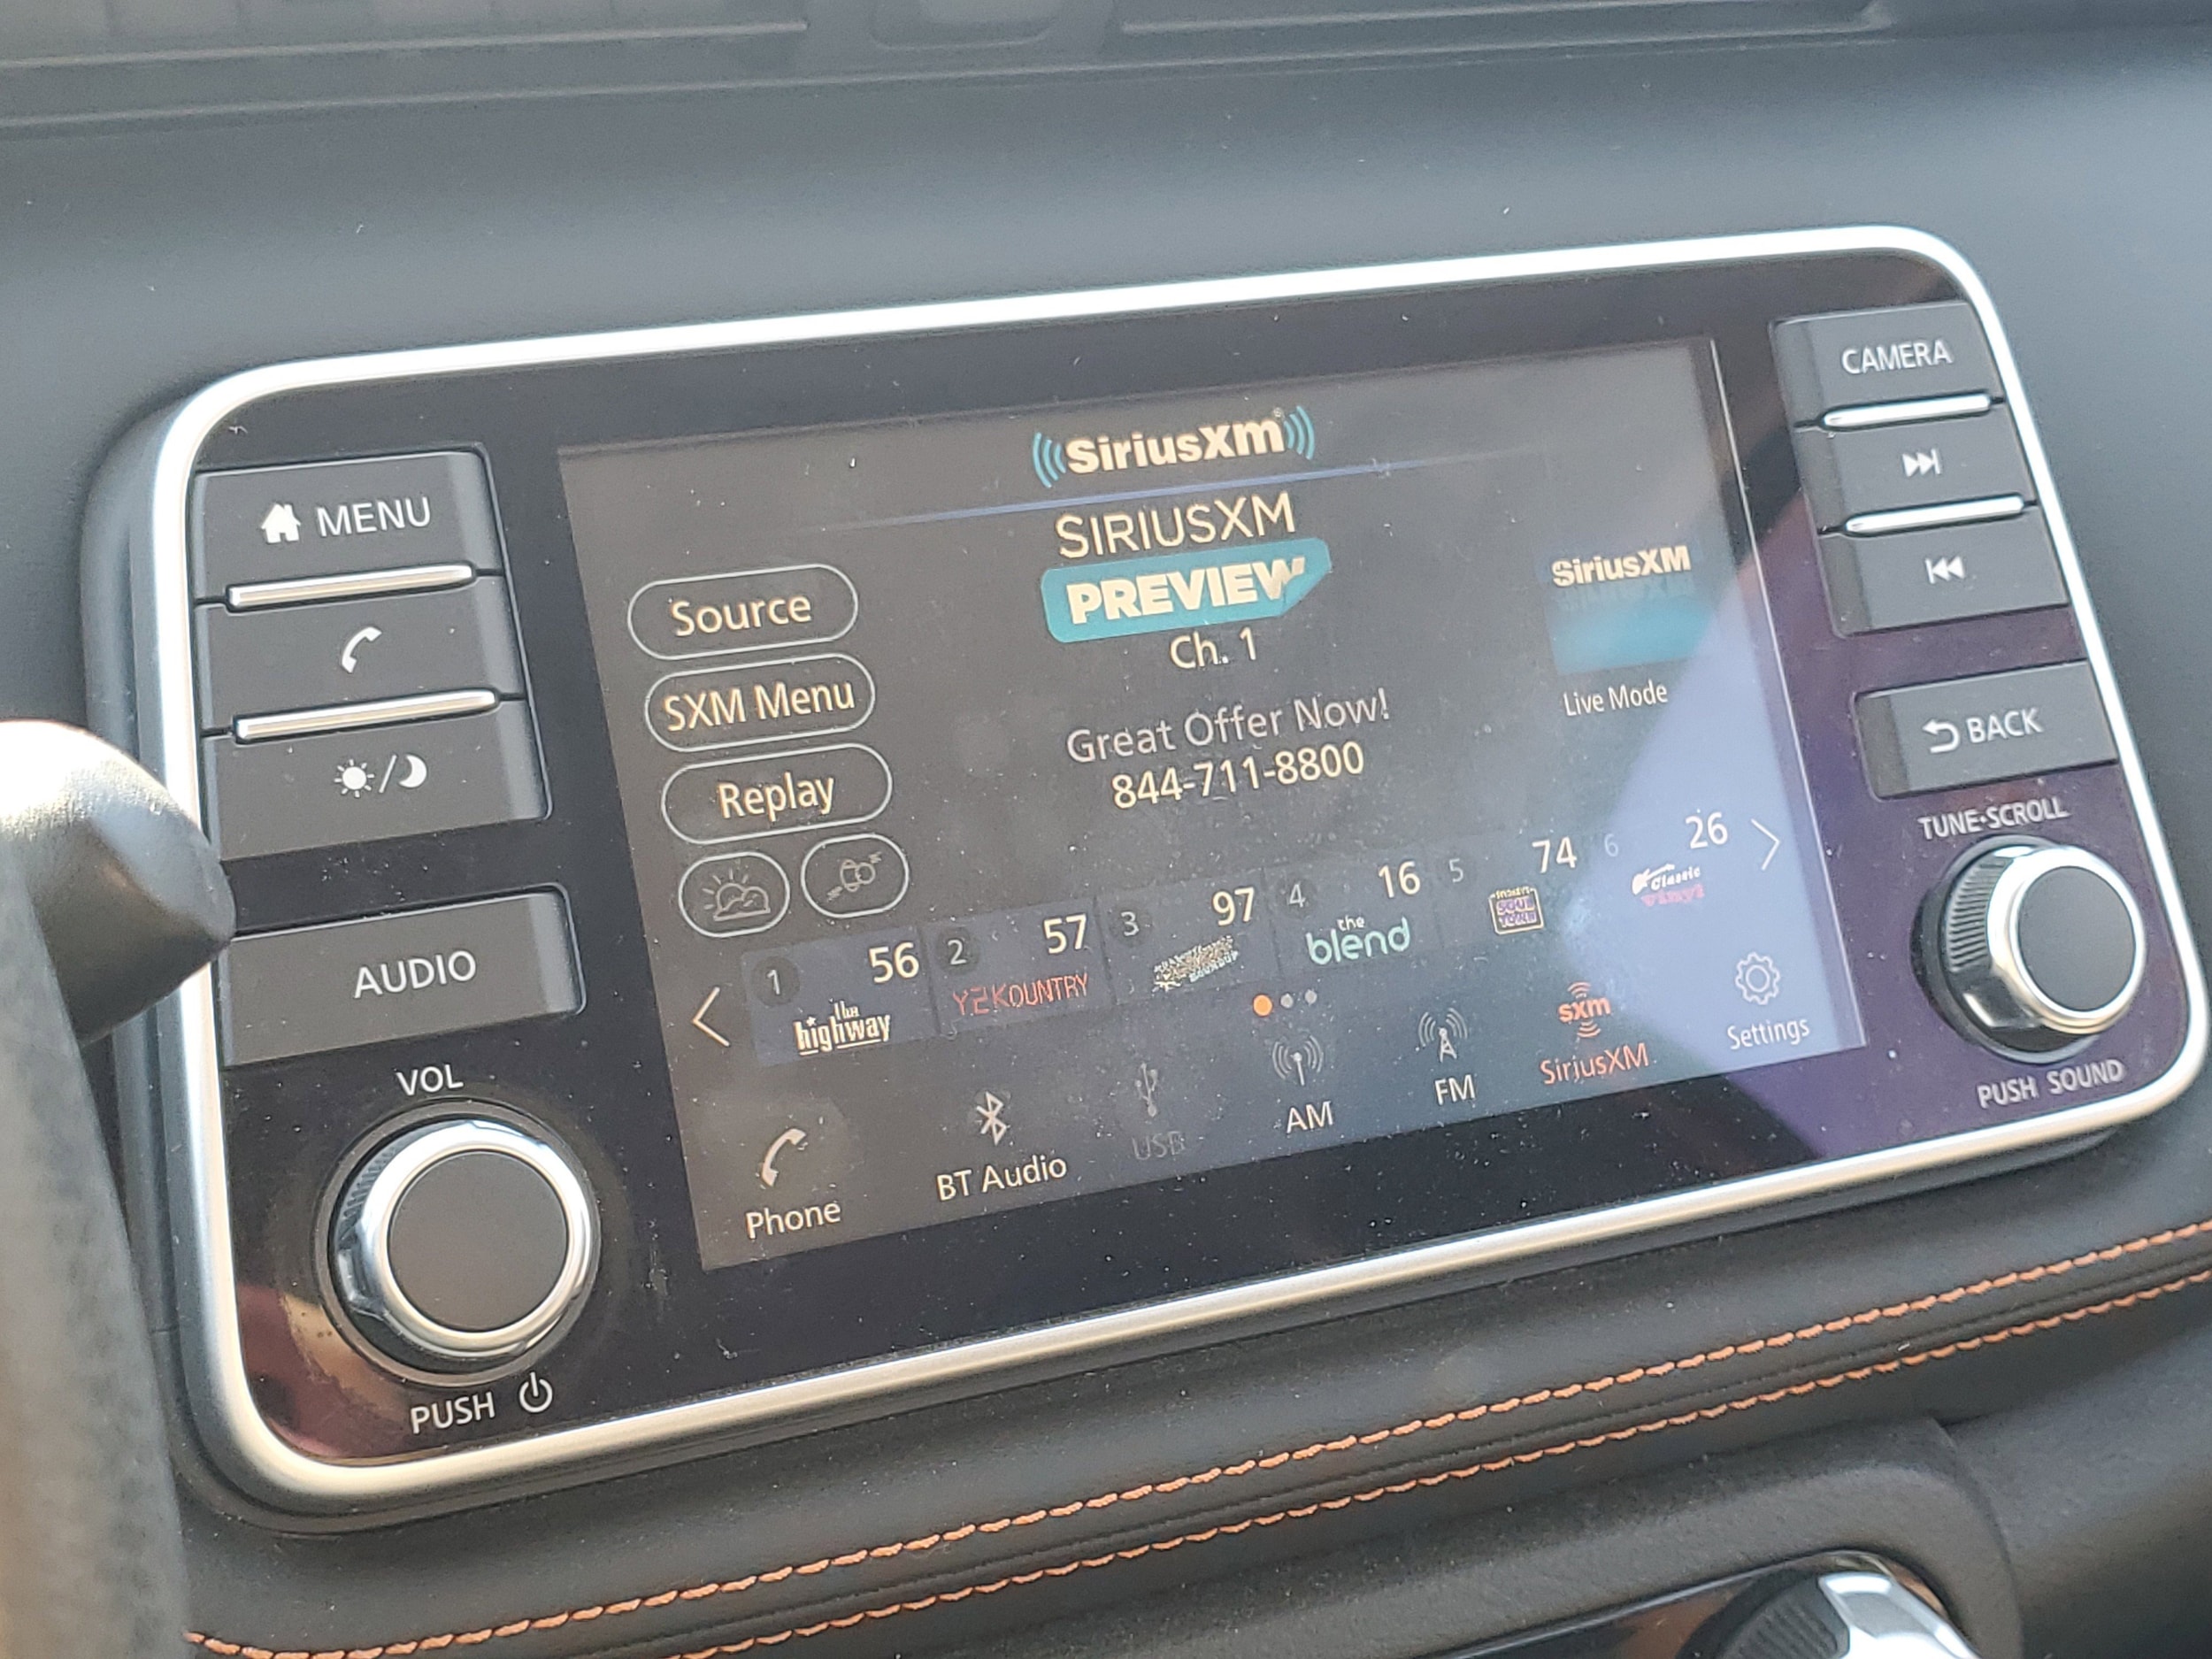 SiriusXm
CAMERA
MENU
SIRIUSXM
PREVIEW
Ch. 1
Great Offer Now!
844-711-8800
Source
SXM Menu
Replay
SiriusXM
Live Mode
BACK
TUNE·SCROLL
PUSH SOUND
AUDIO
VOL
PUSH
1 56
the highway
2 57
Y2KOUNTRY
3 97
4 16
the
blend
5 74
SOUL
TOWN
6 26
Classic
vinyl
Phone
BT Audio
USB
AM
FM
sxm
SiriusXM
Settings